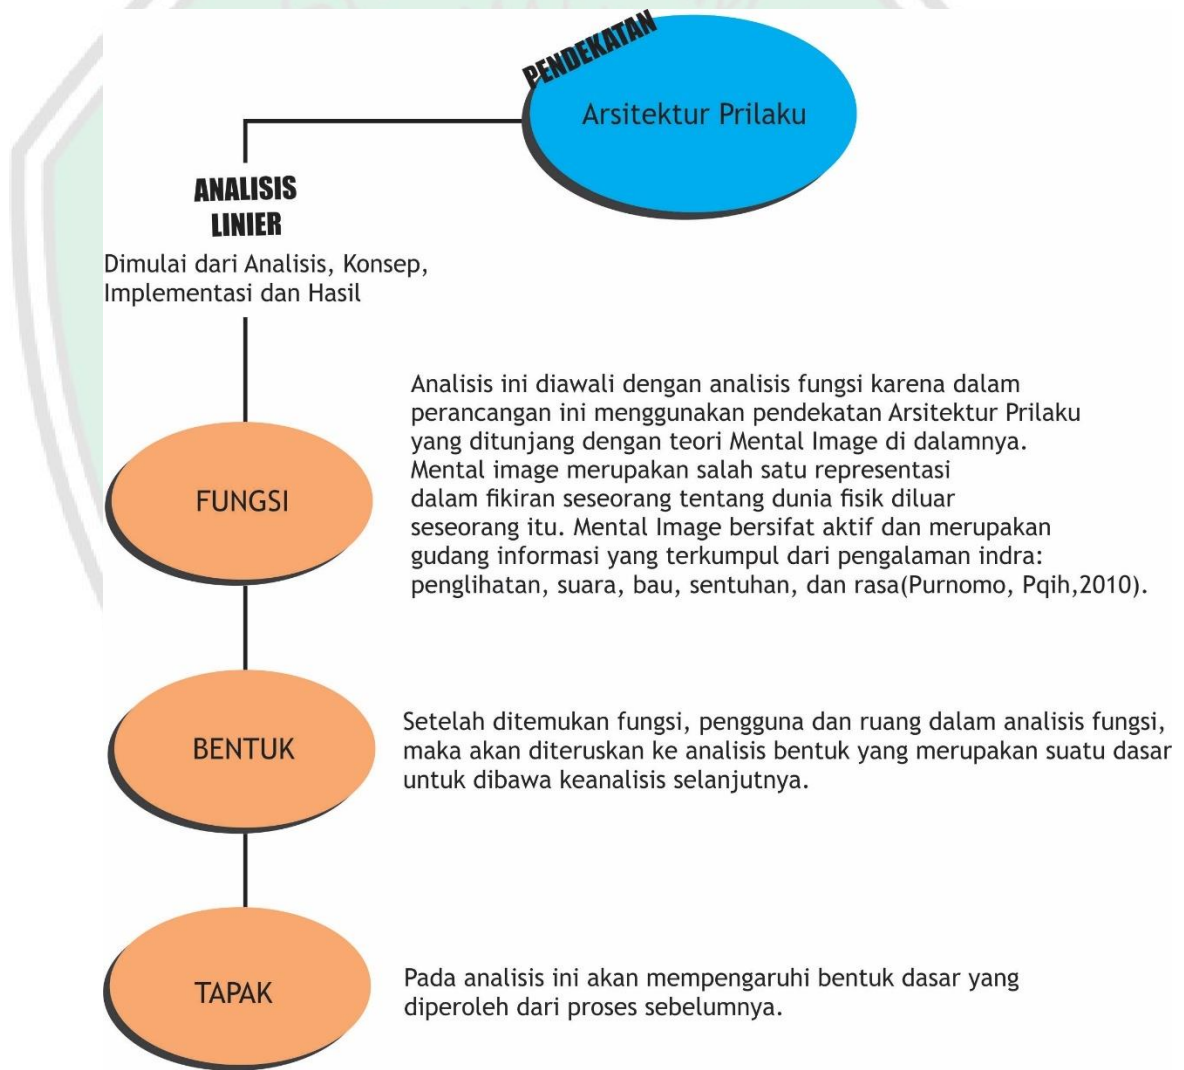 PENDEKATAN
Arsitektur Prilaku
ANALISIS
LINIER
Dimulai dari Analisis, Konsep,
Implementasi dan Hasil
FUNGSI
Analisis ini diawali dengan analisis fungsi karena dalam
perancangan ini menggunakan pendekatan Arsitektur Prilaku
yang ditunjang dengan teori Mental Image di dalamnya.
Mental image merupakan salah satu representasi
dalam fikiran seseorang tentang dunia fisik diluar
seseorang itu. Mental Image bersifat aktif dan merupakan
gudang informasi yang terkumpul dari pengalaman indra:
penglihatan, suara, bau, sentuhan, dan rasa(Purnomo, Pqih,2010).
BENTUK
Setelah ditemukan fungsi, pengguna dan ruang dalam analisis fungsi,
maka akan diteruskan ke analisis bentuk yang merupakan suatu dasar
untuk dibawa keanalisis selanjutnya.
TAPAK
Pada analisis ini akan mempengaruhi bentuk dasar yang
diperoleh dari proses sebelumnya.